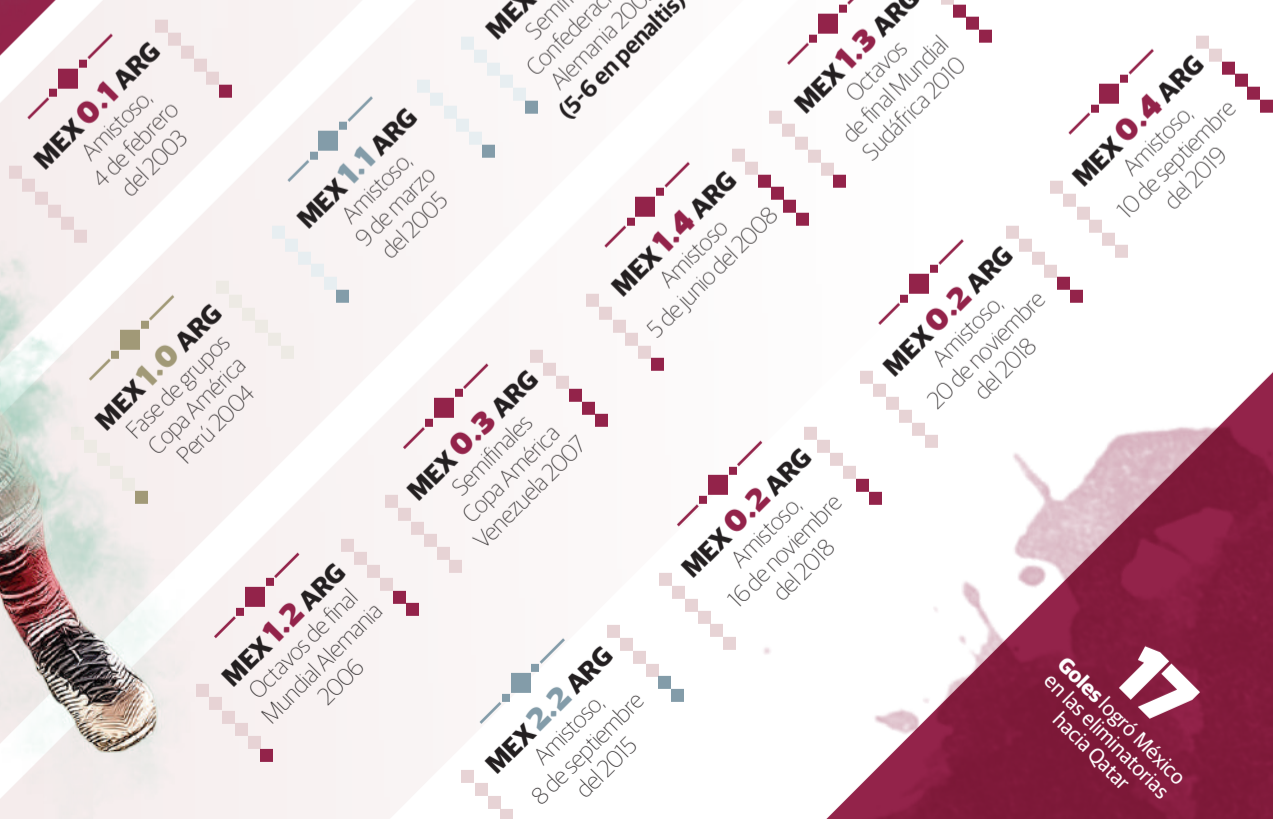 MEX 0.1 ARG
Amistoso,
4 de febrero
del 2003
MEX 1.0 ARG
Fase de grupos
Copa América
Perú 2004
MEX 1.1 ARG
Amistoso,
9 de marzo
del 2005
MEX
Alemania
(5-6 en penaltis)
MEX 1.2 ARG
Octavos de final
Mundial Alemania
2006
MEX 0.3 ARG
Semifinales
Copa América
Venezuela 2007
MEX 1.4 ARG
Amistoso
5 de junio del 2008
MEX 1.3 ARG
Octavos
de final Mundial
Sudáfrica 2010
MEX 2.2 ARG
Amistoso,
8 de septiembre
del 2015
MEX 0.2 ARG
Amistoso,
16 de noviembre
del 2018
MEX 0.2 ARG
Amistoso,
20 de noviembre
del 2018
MEX 0.4 ARG
Amistoso,
10 de septiembre
del 2019
17
Goles logró México
en las eliminatorias
hacia Qatar